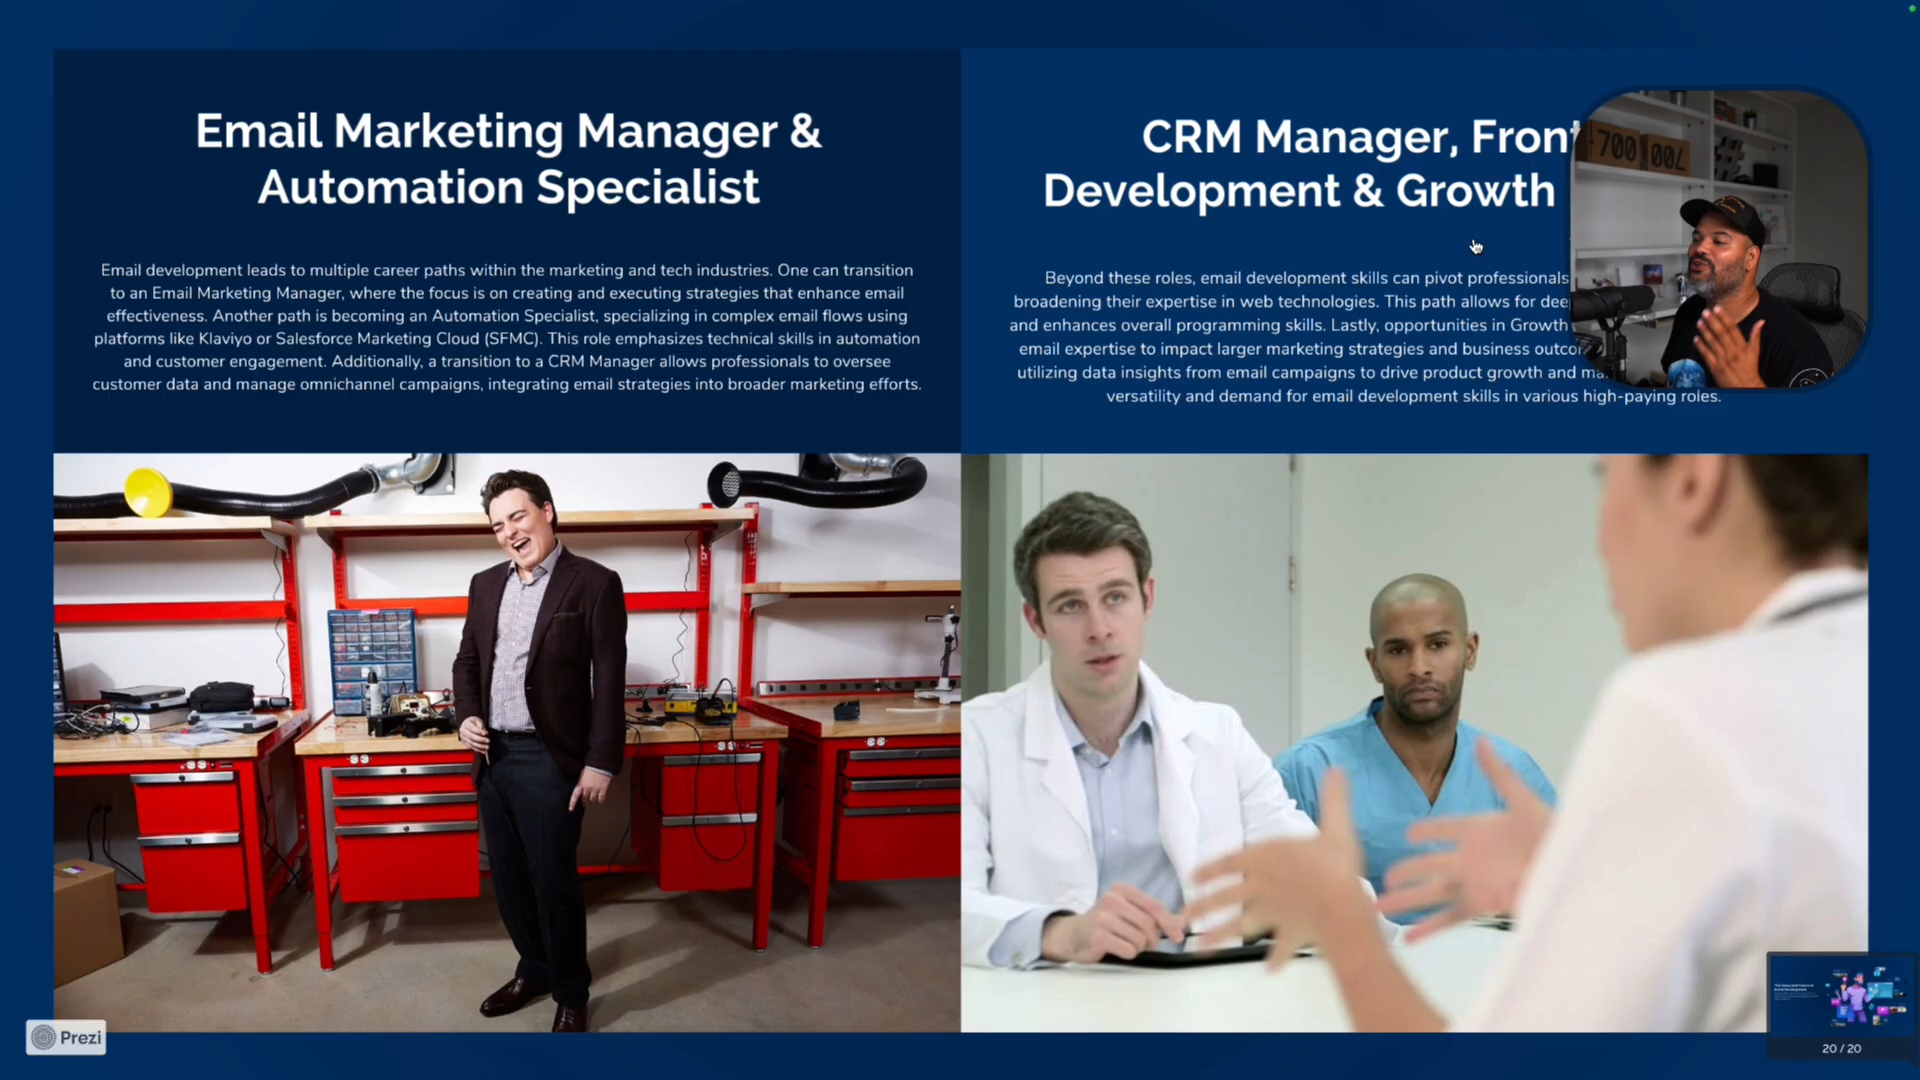 Email Marketing Manager &
Automation Specialist
Email development leads to multiple career paths within the marketing and tech industries. One can transition
to an Email Marketing Manager, where the focus is on creating and executing strategies that enhance email
effectiveness. Another path is becoming an Automation Specialist, specializing in complex email flows using
platforms like Klaviyo or Salesforce Marketing Cloud (SFMC). This role emphasizes technical skills in automation
and customer engagement. Additionally, a transition to a CRM Manager allows professionals to oversee
customer data and manage omnichannel campaigns, integrating email strategies into broader marketing efforts.
CRM Manager, Front
Development & Growth
Beyond these roles, email development skills can pivot professionals
broadening their expertise in web technologies. This path allows for
and enhances overall programming skills. Lastly, opportunities in Growth
email expertise to impact larger marketing strategies and business
utilizing data insights from email campaigns to drive product growth and
versatility and demand for email development skills in various high-paying roles.
700
700
Prezi
20 / 20